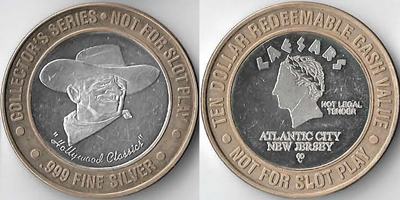 COLLECTOR'S SERIES • NOT FOR SLOT PLAY
"Hollywood Classics"
.999 FINE SILVER
TEN DOLLAR REDEEMABLE CASH VALUE
CAESARS
NOT LEGAL
TENDER
ATLANTIC CITY
NEW JERSEY
NOT FOR SLOT PLAY